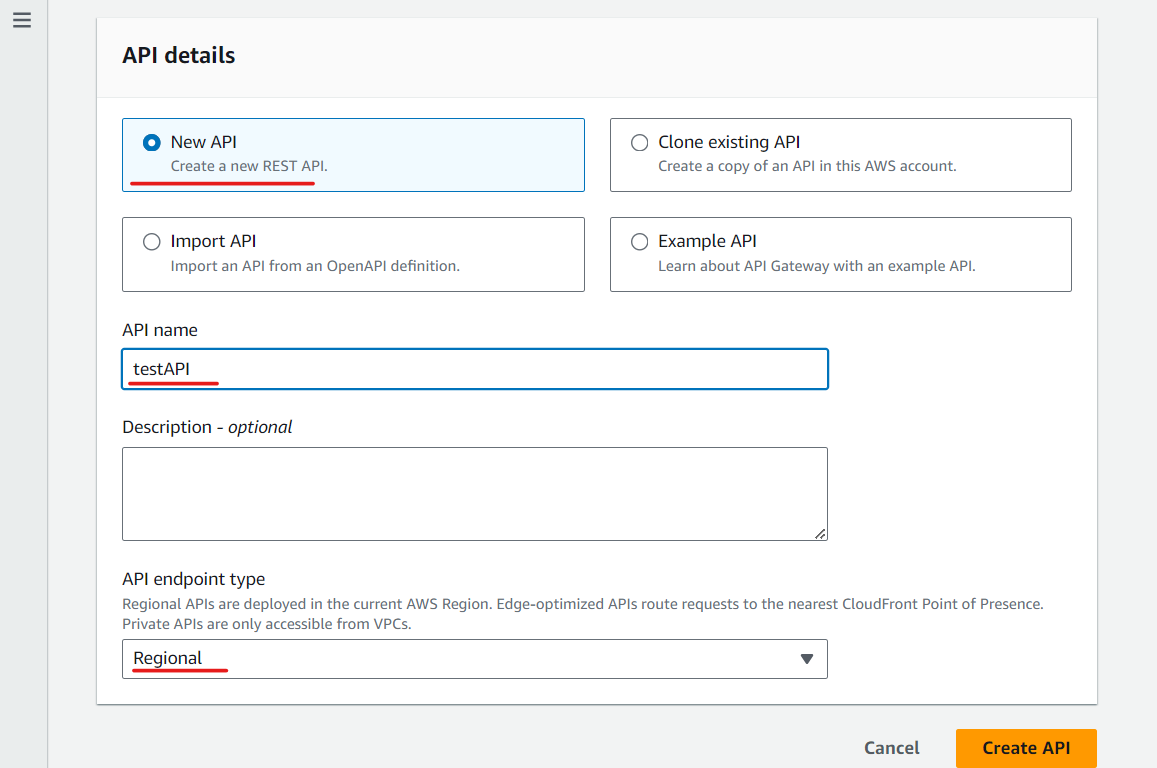 API details
New API
Create a new REST API.
Clone existing API
Create a copy of an API in this AWS account.
Import API
Import an API from an OpenAPI definition.
Example API
Learn about API Gateway with an example API.
API name
testAPI
Description - optional
API endpoint type
Regional APIs are deployed in the current AWS Region. Edge-optimized APIs route requests to the nearest CloudFront Point of Presence.
Private APIs are only accessible from VPCs.
Regional
Cancel
Create API